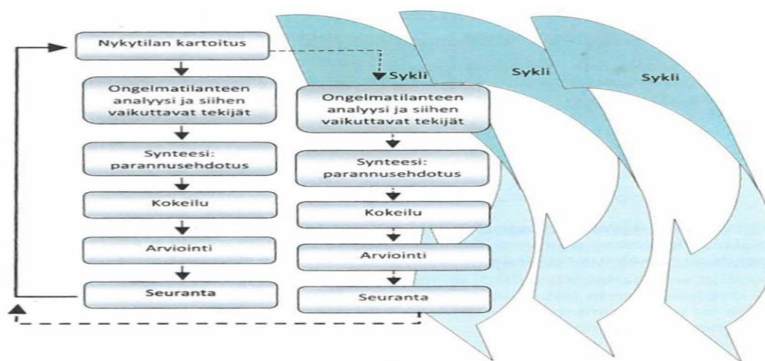 Nykytilan kartoitus
Ongelmatilanteen
analyysi ja siihen
vaikuttavat tekijät
Synteesi:
parannusehdotus
Kokeilu
Arviointi
Seuranta
Sykli
Ongelmatilanteen
analyysi ja siihen
vaikuttavat tekijät
Synteesi:
parannusehdotus
Kokeilu
Arviointi
Seuranta
Sykli
Sykli